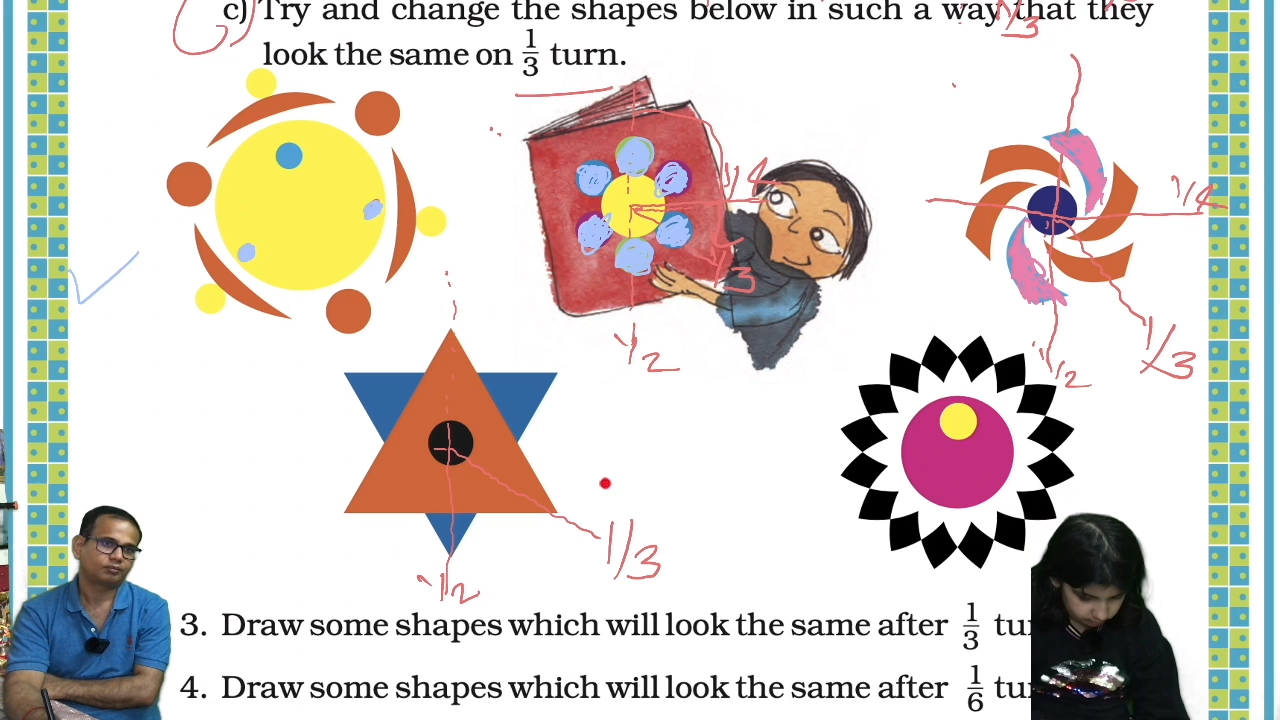 c) Try and change the shapes below in such a way that they
1/3
look the same on 1/3 turn.
1/4
1/3
1/2
1/4
1/3
1/2
1/3
1/2
3. Draw some shapes which will look the same after 1/3
4. Draw some shapes which will look the same after 1/6